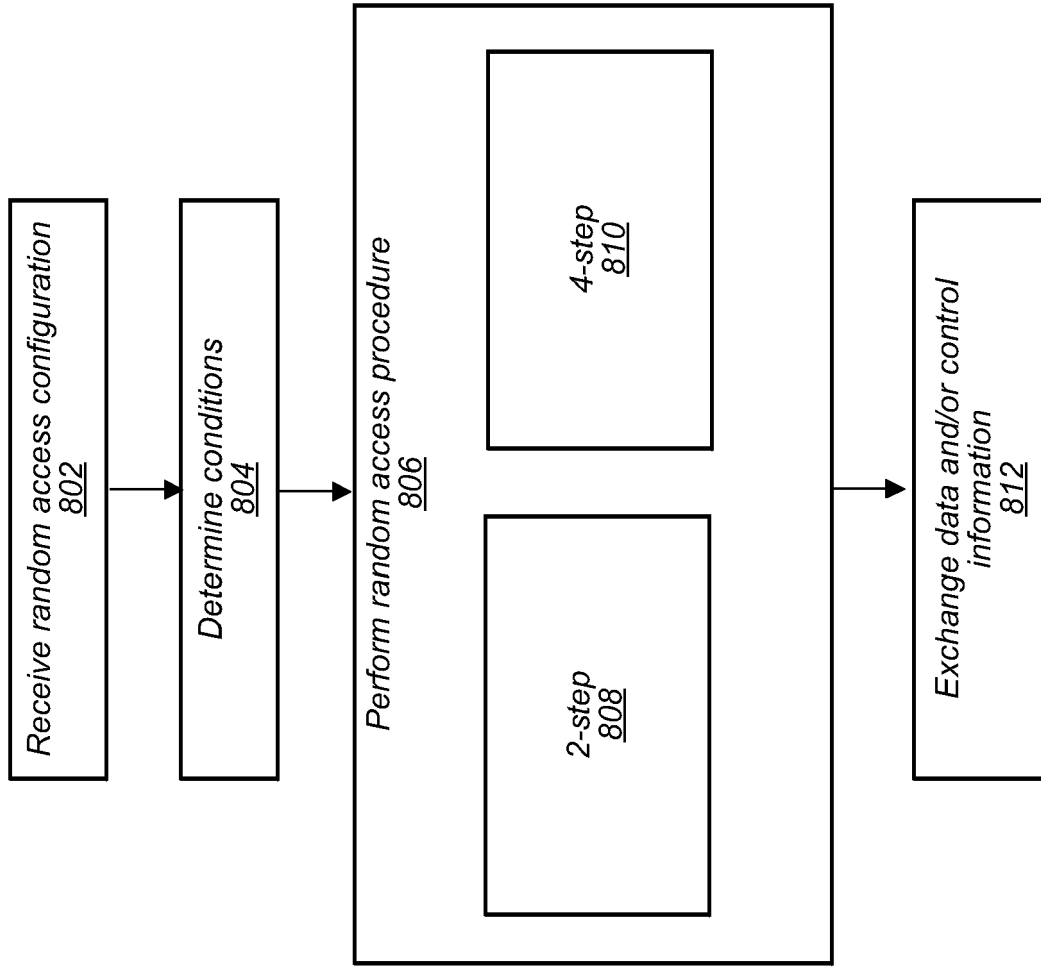 Receive random access configuration
802
Determine conditions
804
Perform random access procedure
806
2-step
808
4-step
810
Exchange data and/or control
information
812